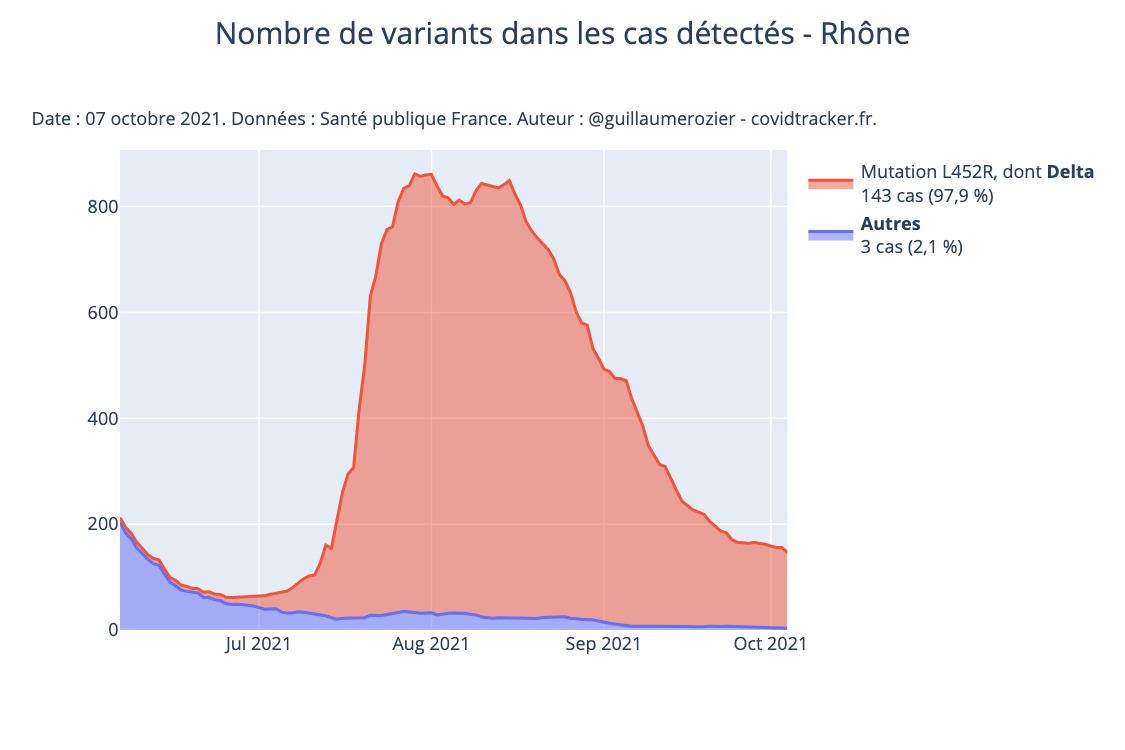 Nombre de variants dans les cas détectés - Rhône
Date : 07 octobre 2021. Données : Santé publique France. Auteur : @guillaumerozier - covidtracker.fr.
Mutation L452R, dont Delta
143 cas (97,9 %)
Autres
3 cas (2,1 %)
800
600
400
200
0
Jul 2021
Aug 2021
Sep 2021
Oct 2021